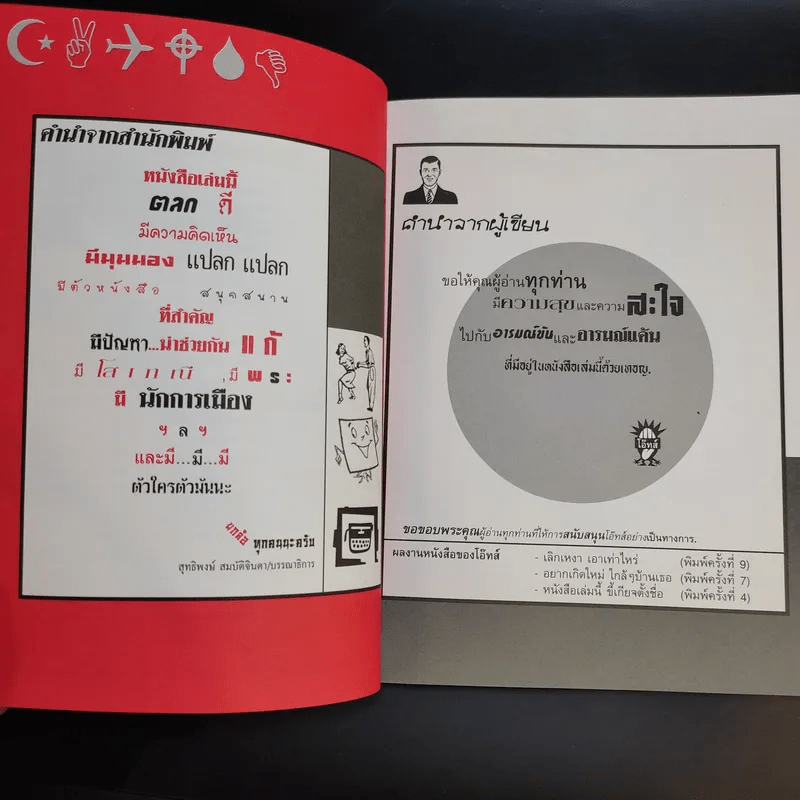 คำนำจากสำนักพิมพ์
หนังสือเล่มนี้
ตลก ดี
มีความคิดเห็น
มีมุมมอง แปลก แปลก
มีตัวหนังสือ สนุกสนาน
ที่สำคัญ
มีปัญหา...มาช่วยกัน แก้
มี โสเภณี ,มี พระ
มี นักการเมือง
ฯ ล ฯ
และมี...มี...มี
ตัวใครตัวมันนะ
ทุกคนนะครับ
สุทธิพงษ์ สมบัติจินดา/บรรณาธิการ
คำนำจากผู้เขียน
ขอให้คุณผู้อ่านทุกท่าน
มีความสุขและความสะใจ
ไปกับอารมณ์ขันและอารมณ์แค้น
ที่มีอยู่ในหนังสือเล่มนี้ด้วยเทอญ.
โอ๊ทส์
ขอขอบพระคุณผู้อ่านทุกท่านที่ให้การสนับสนุนโอ๊ทส์อย่างเป็นทางการ.
ผลงานหนังสือของโอ๊ทส์ - เลิกเหงา เอาเท่าไหร่ (พิมพ์ครั้งที่ 9)
- อยากเกิดใหม่ ใกล้ๆบ้านเธอ (พิมพ์ครั้งที่ 7)
- หนังสือเล่มนี้ ขี้เกียจตั้งชื่อ (พิมพ์ครั้งที่ 4)